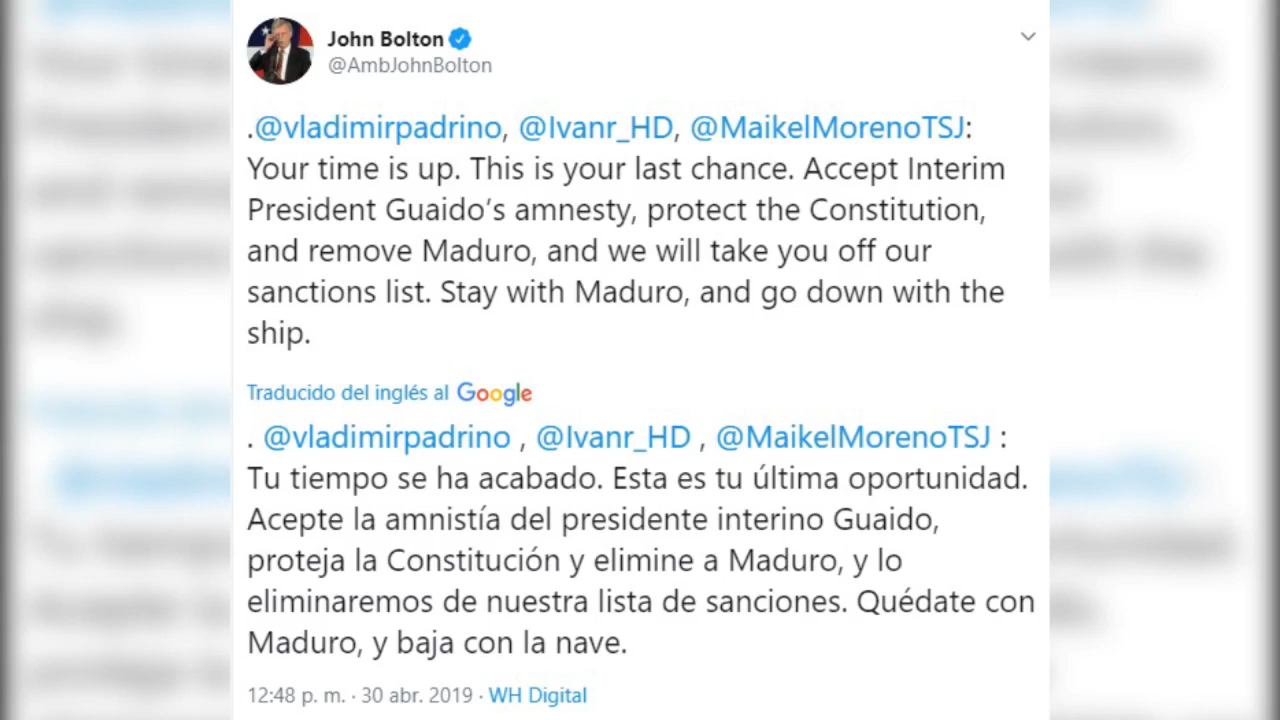 John Bolton
@AmbJohnBolton
.@vladimirpadrino, @Ivanr_HD, @MaikelMorenoTSJ:
Your time is up. This is your last chance. Accept Interim
President Guaido’s amnesty, protect the Constitution,
and remove Maduro, and we will take you off our
sanctions list. Stay with Maduro, and go down with the
ship.
Traducido del inglés al Google
. @vladimirpadrino , @Ivanr_HD , @MaikelMorenoTSJ :
Tu tiempo se ha acabado. Esta es tu última oportunidad.
Acepte la amnistía del presidente interino Guaido,
proteja la Constitución y elimine a Maduro, y lo
eliminaremos de nuestra lista de sanciones. Quédate con
Maduro, y baja con la nave.
12:48 p. m. · 30 abr. 2019 · WH Digital